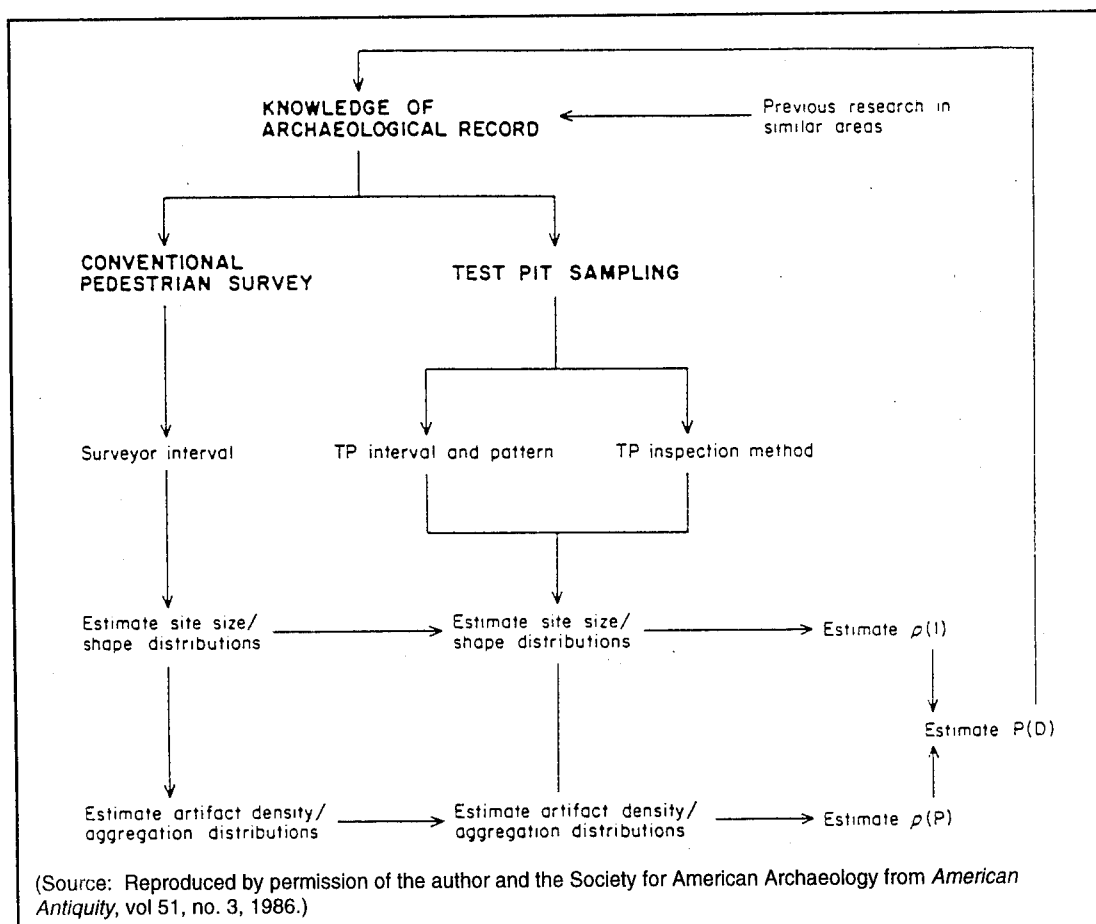 KNOWLEDGE OF
ARCHAEOLOGICAL RECORD
Previous research in
similar areas
CONVENTIONAL
PEDESTRIAN SURVEY
TEST PIT SAMPLING
Surveyor interval
TP interval and pattern
TP inspection method
Estimate site size/
shape distributions
Estimate site size/
shape distributions
Estimate p(1)
Estimate P(D)
Estimate artifact density/
aggregation distributions
Estimate artifact density/
aggregation distributions
Estimate p(P)
(Source: Reproduced by permission of the author and the Society for American Archaeology from American
Antiquity, vol 51, no. 3, 1986.)